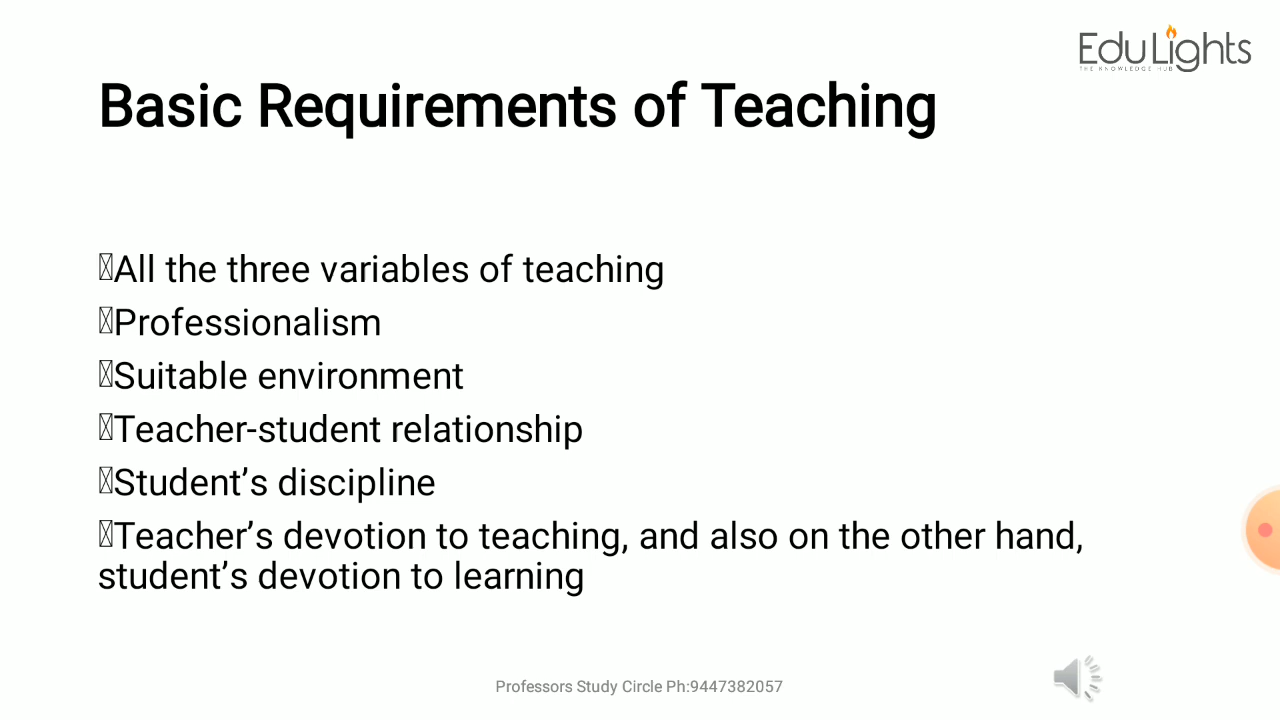 EduLights
THE KNOWLEDGE HUB
Basic Requirements of Teaching
All the three variables of teaching
Professionalism
Suitable environment
Teacher-student relationship
Student’s discipline
Teacher’s devotion to teaching, and also on the other hand,
student’s devotion to learning
Professors Study Circle Ph:9447382057